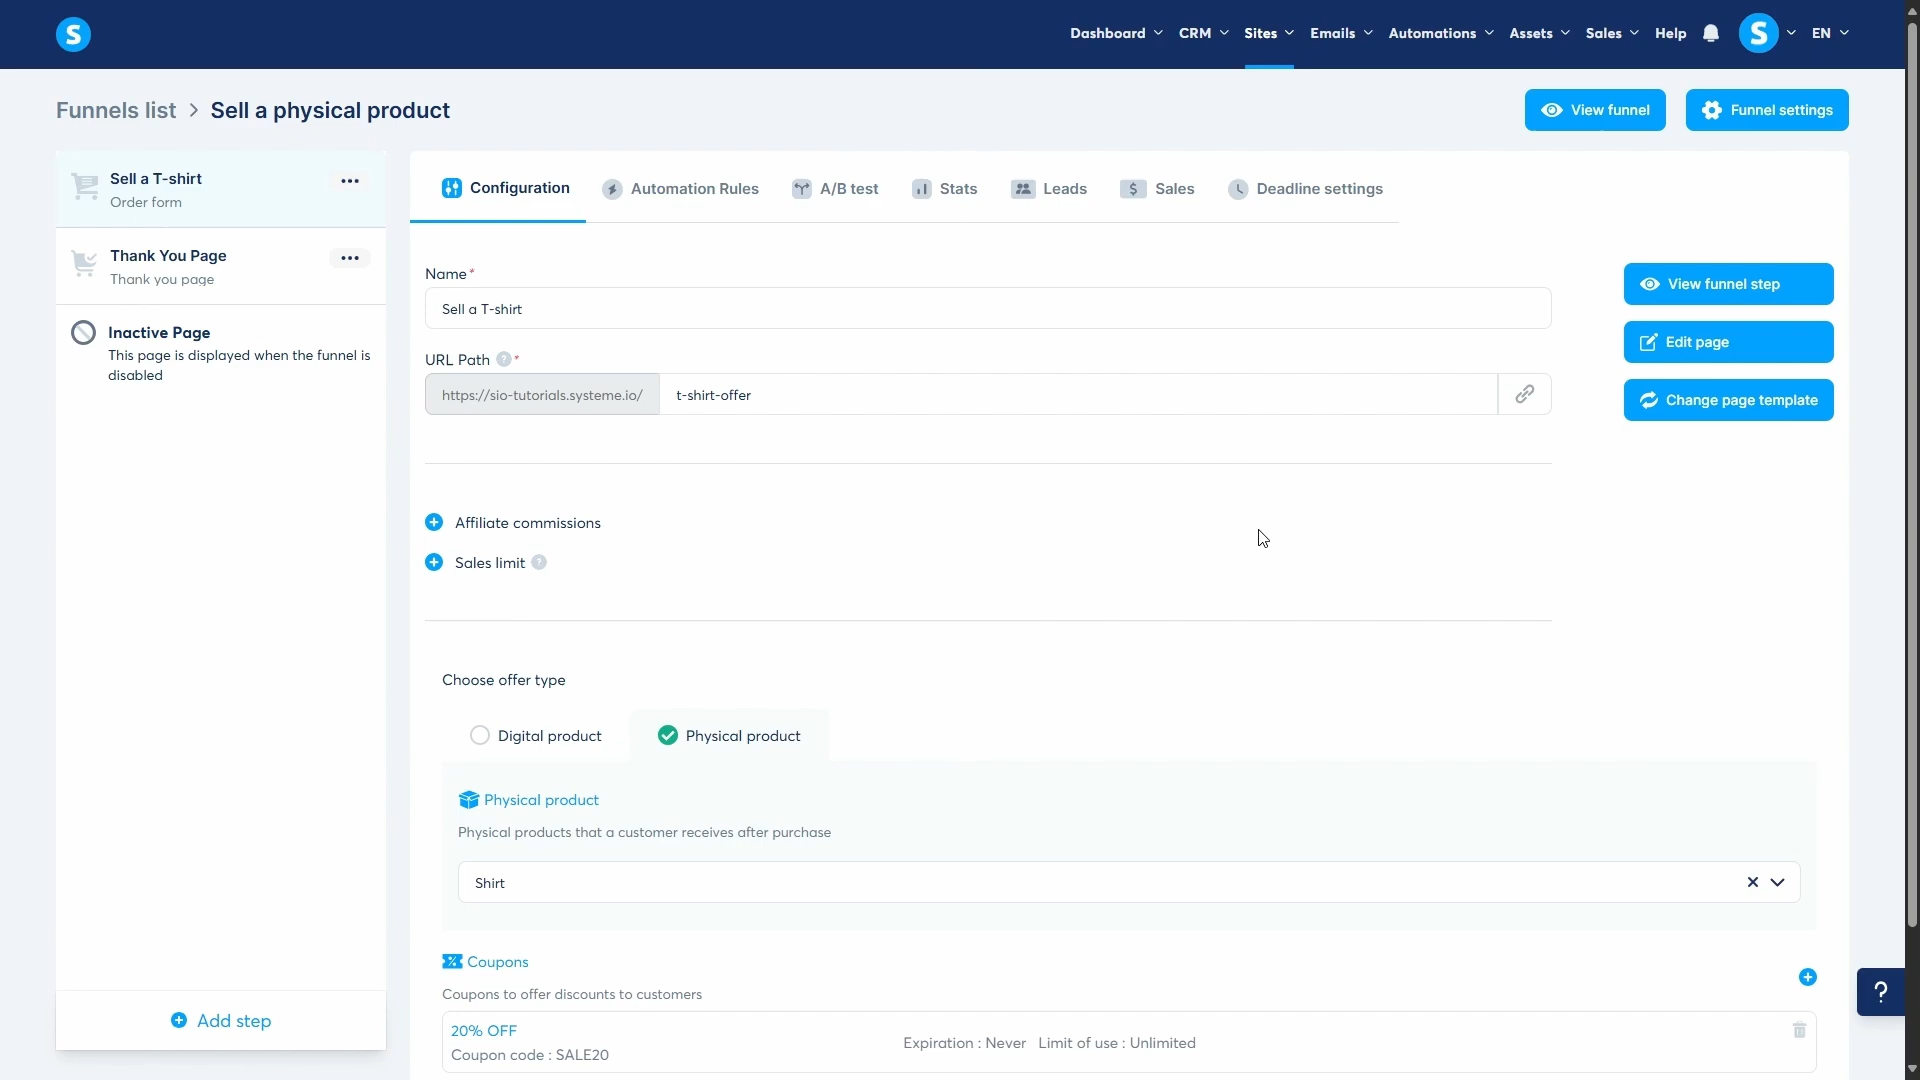 S
Dashboard CRM Sites Emails Automations Assets Sales Help S EN
Funnels list > Sell a physical product
View funnel
Funnel settings
Sell a T-shirt
Order form
Thank You Page
Thank you page
Inactive Page
This page is displayed when the funnel is
disabled
Add step
Configuration Automation Rules A/B test Stats Leads $ Sales Deadline settings
Name*
Sell a T-shirt
URL Path ? *
https://sio-tutorials.systeme.io/ t-shirt-offer
View funnel step
Edit page
Change page template
Affiliate commissions
Sales limit ?
Choose offer type
Digital product
Physical product
Physical product
Physical products that a customer receives after purchase
Shirt
Coupons
Coupons to offer discounts to customers
20% OFF
Coupon code : SALE20
Expiration : Never Limit of use : Unlimited
?